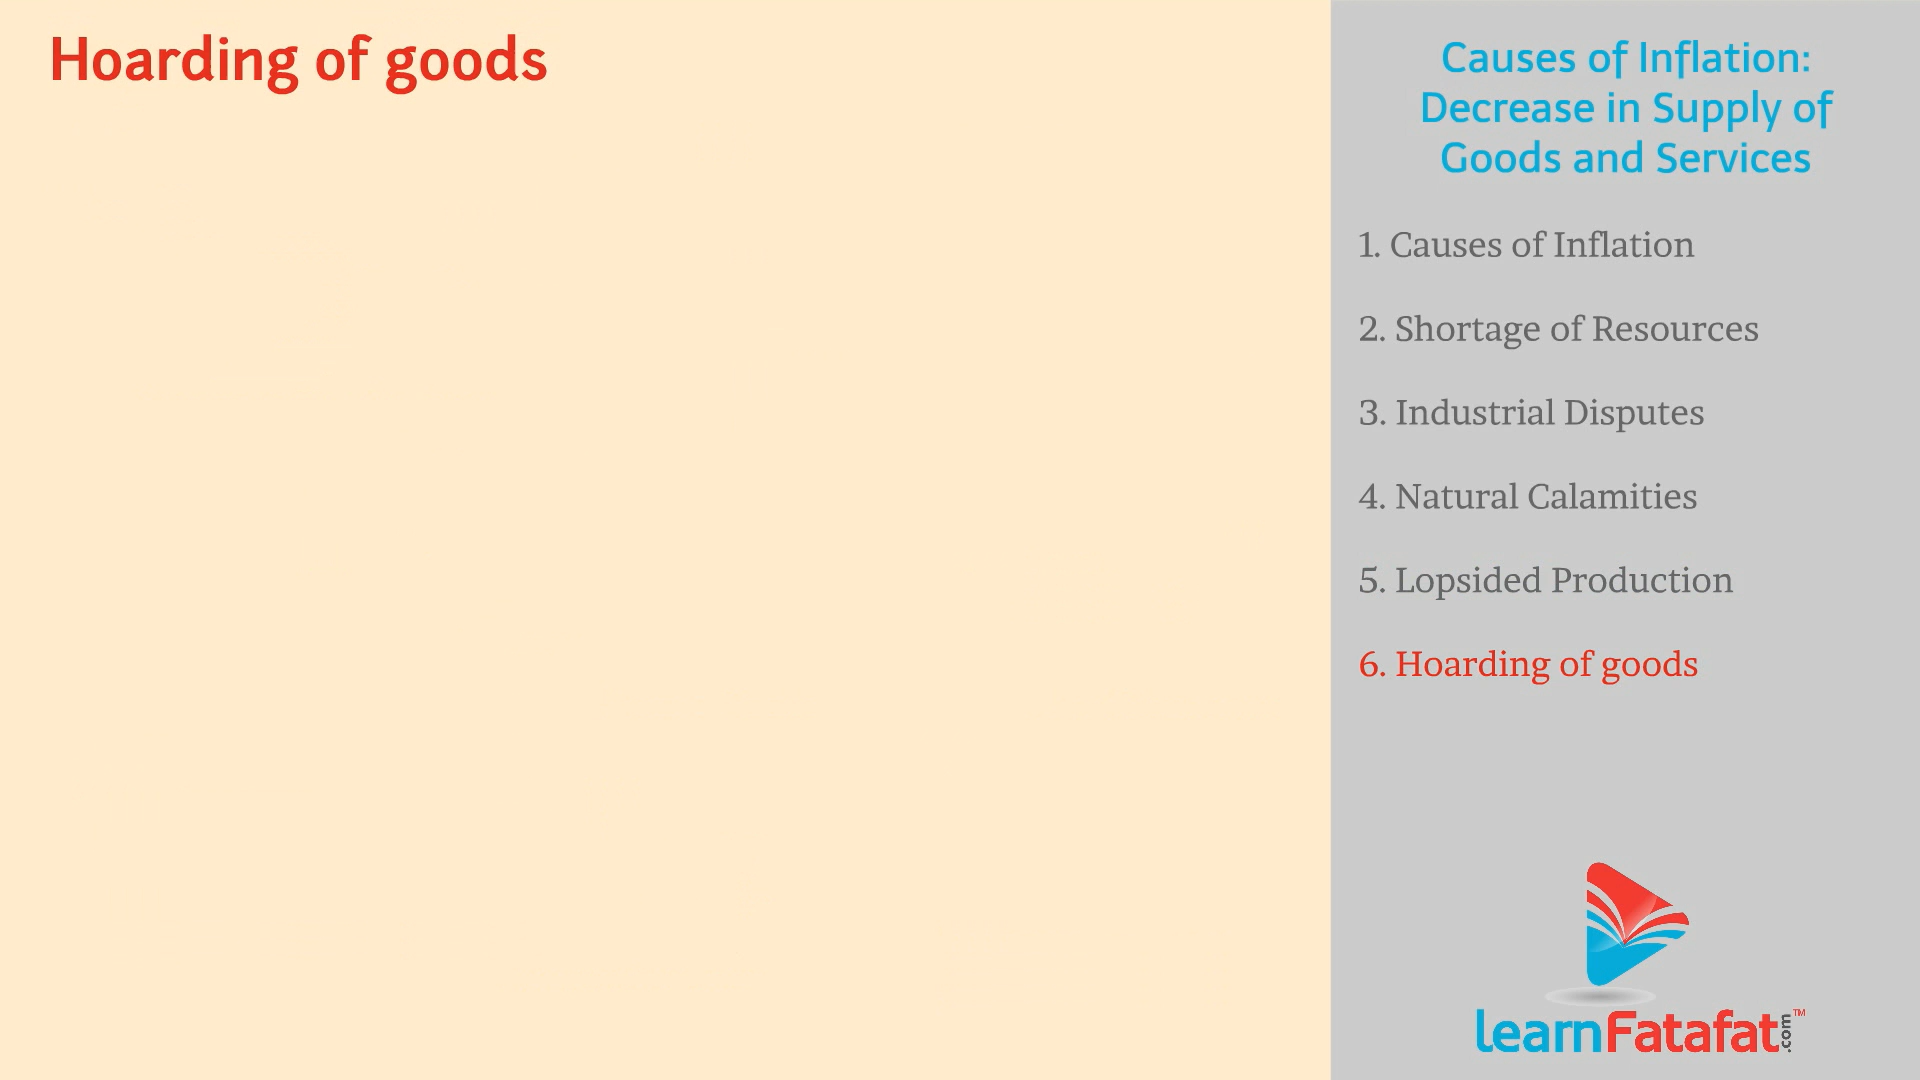 Hoarding of goods
Causes of Inflation:
Decrease in Supply of
Goods and Services
1. Causes of Inflation
2. Shortage of Resources
3. Industrial Disputes
4. Natural Calamities
5. Lopsided Production
6. Hoarding of goods
learnFatafat.com™